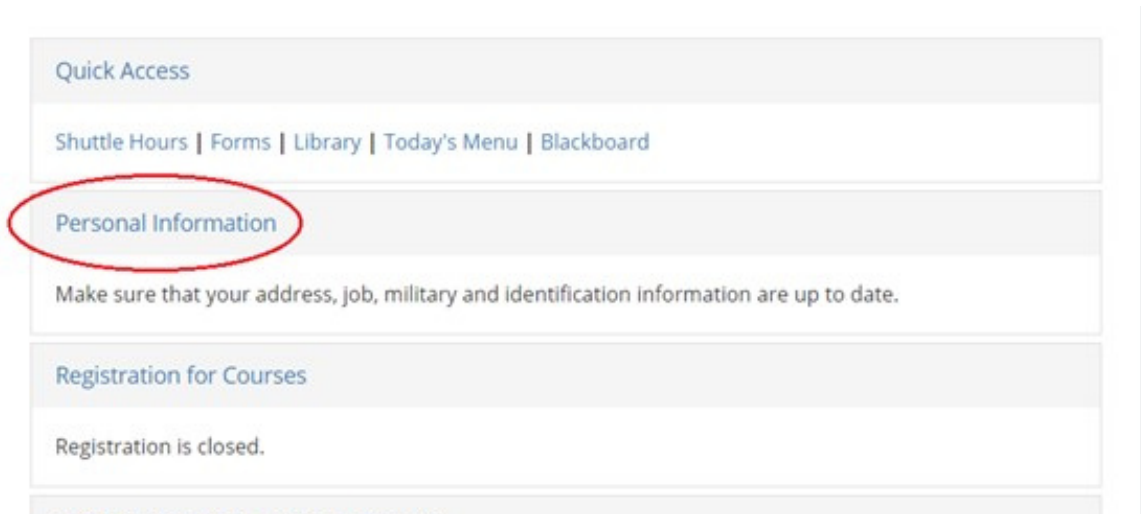 Quick Access
Shuttle Hours | Forms | Library | Today's Menu | Blackboard
Personal Information
Make sure that your address, job, military and identification information are up to date.
Registration for Courses
Registration is closed.